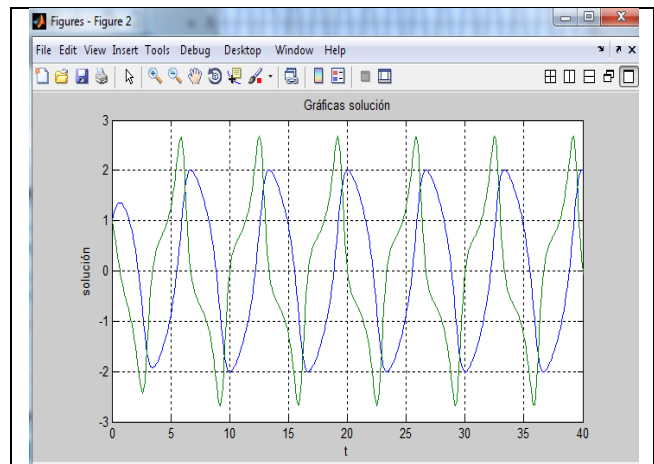 Figures - Figure 2
File Edit View Insert Tools Debug Desktop Window Help
Gráficas solución
3
2
1
0
-1
-2
-3
solución
0 5 10 15 20 25 30 35 40
t